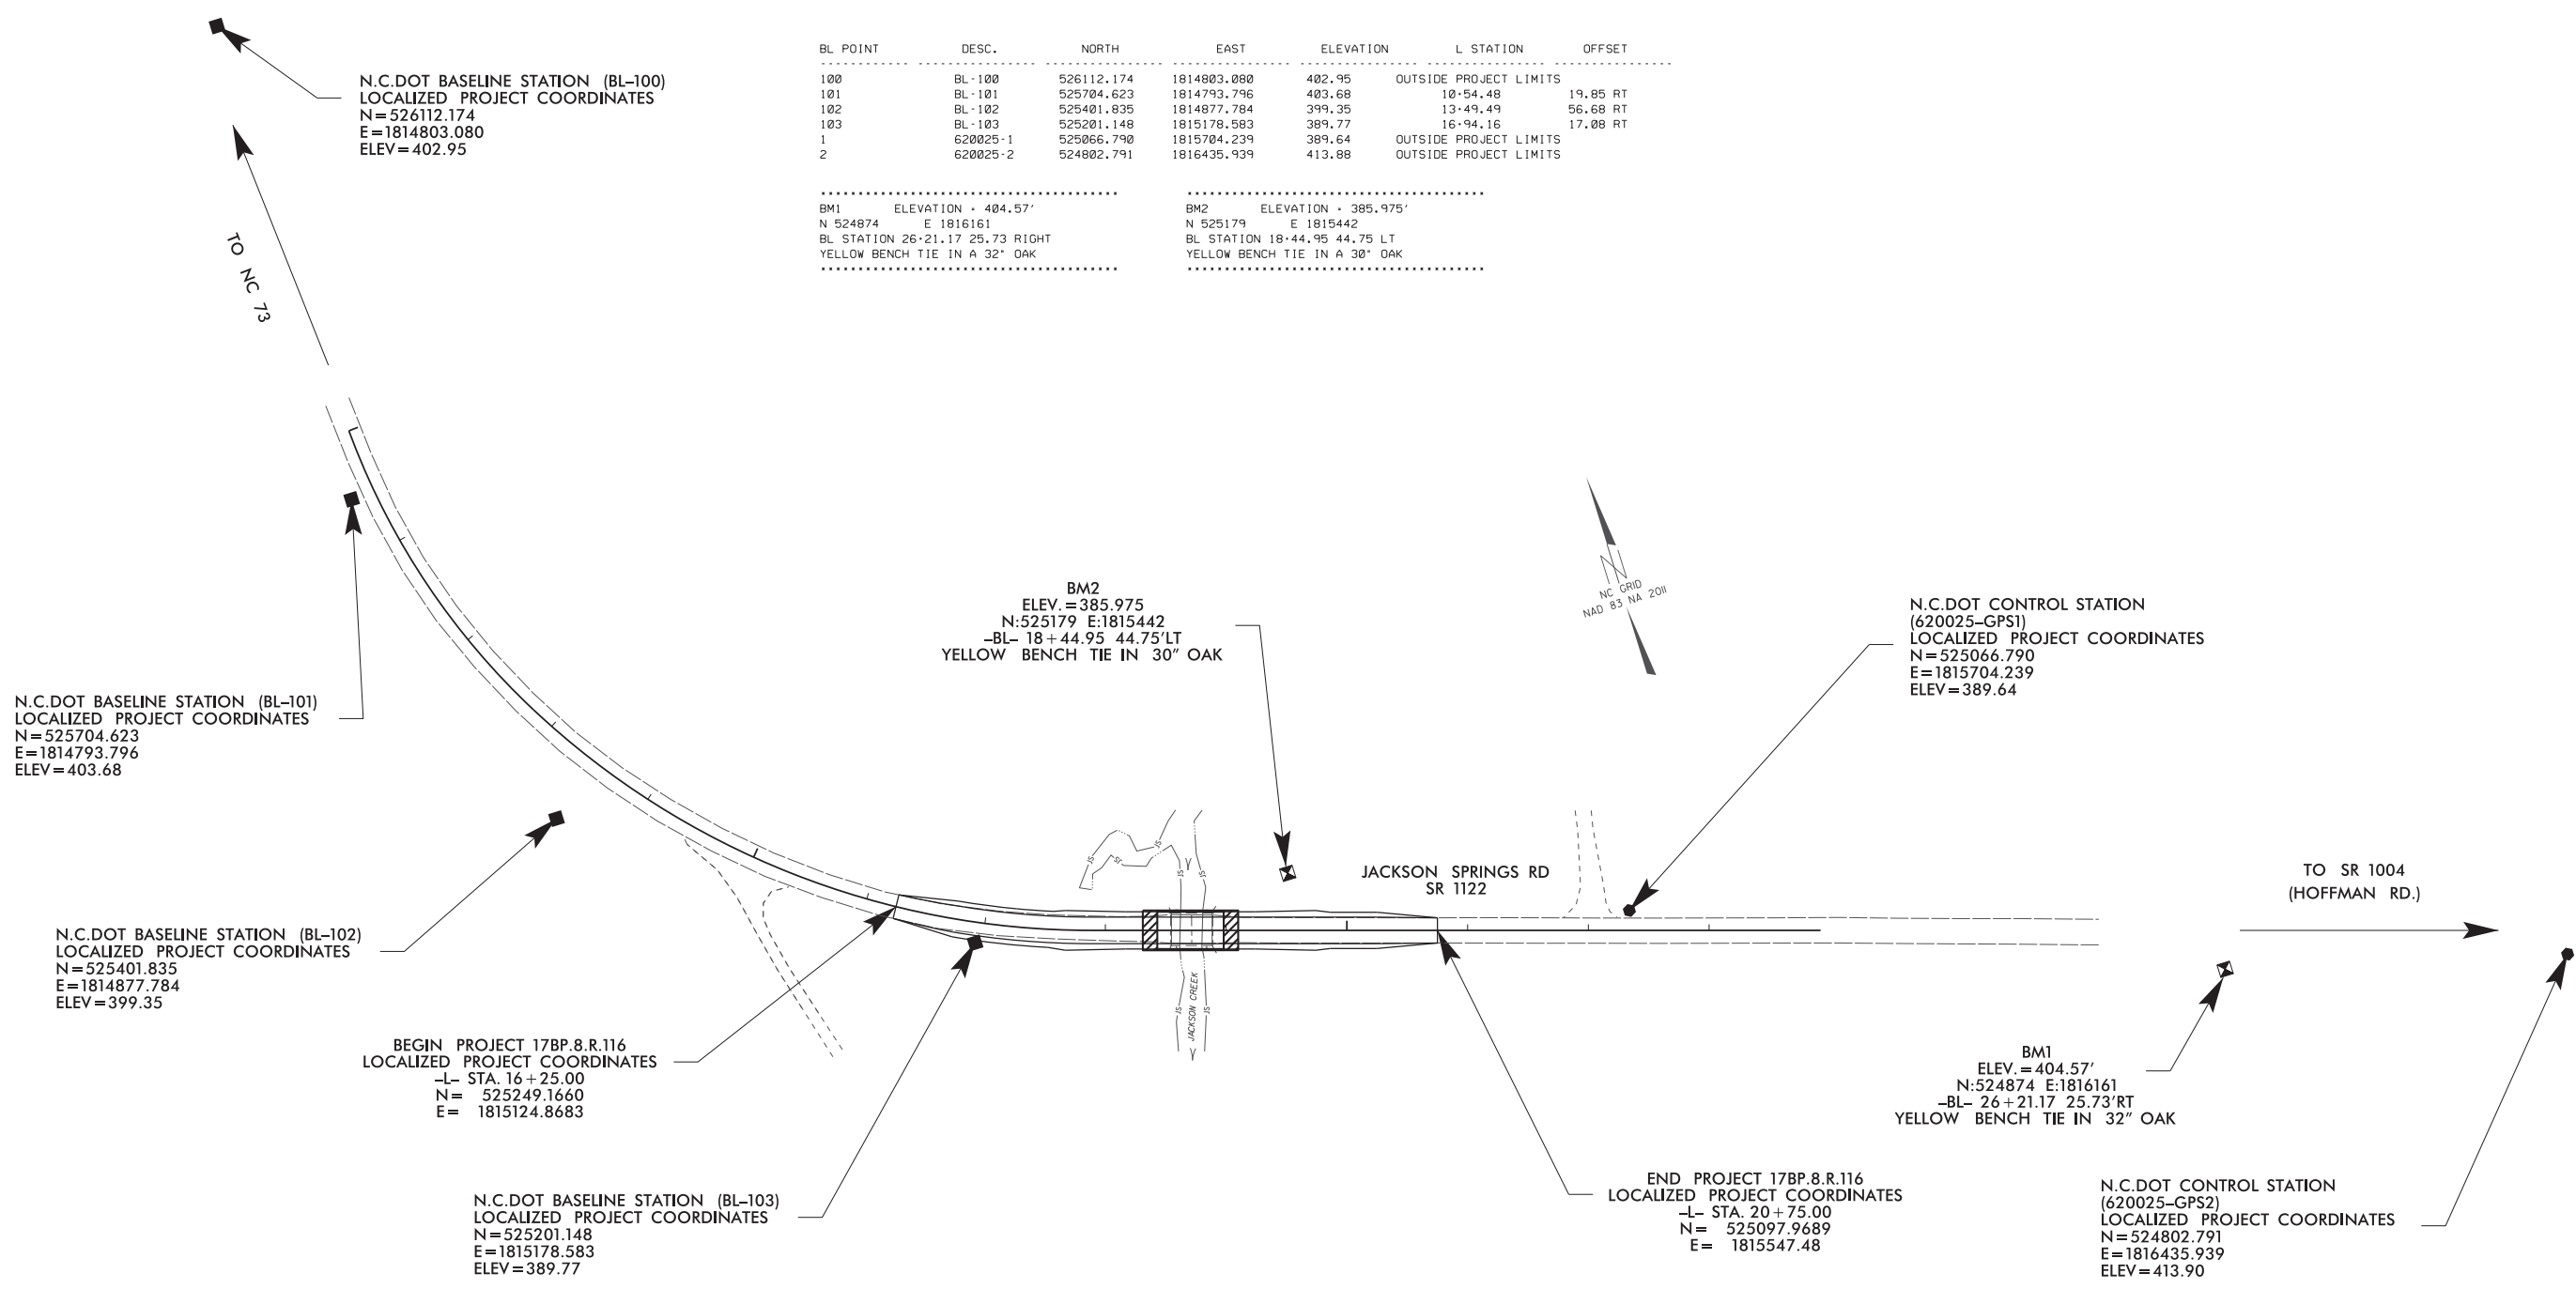 N.C.DOT BASELINE STATION (BL–100)
LOCALIZED PROJECT COORDINATES
N=526112.174
E=1814803.080
ELEV=402.95
BL POINT DESC. NORTH EAST ELEVATION L STATION OFFSET
100 BL-100 526112.174 1814803.080 402.95 OUTSIDE PROJECT LIMITS
101 BL-101 525704.623 1814793.796 403.68 10+54.48 19.85 RT
102 BL-102 525401.835 1814877.784 399.35 13+49.49 56.68 RT
103 BL-103 525201.148 1815178.583 389.77 16+94.16 17.08 RT
1 620025-1 525066.790 1815704.239 389.64 OUTSIDE PROJECT LIMITS
2 620025-2 524802.791 1816435.939 413.88 OUTSIDE PROJECT LIMITS
BM1 ELEVATION = 404.57'
N 524874 E 1816161
BL STATION 26+21.17 25.73 RIGHT
YELLOW BENCH TIE IN A 32" OAK
BM2 ELEVATION = 385.975'
N 525179 E 1815442
BL STATION 18+44.95 44.75 LT
YELLOW BENCH TIE IN A 30" OAK
TO NC 73
NC GRID
NAD 83 NA 2011
BM2
ELEV.=385.975
N:525179 E:1815442
–BL– 18+44.95 44.75'LT
YELLOW BENCH TIE IN 30" OAK
N.C.DOT CONTROL STATION
(620025–GPS1)
LOCALIZED PROJECT COORDINATES
N=525066.790
E=1815704.239
ELEV=389.64
N.C.DOT BASELINE STATION (BL–101)
LOCALIZED PROJECT COORDINATES
N=525704.623
E=1814793.796
ELEV=403.68
JACKSON SPRINGS RD
SR 1122
TO SR 1004
(HOFFMAN RD.)
JS
JS
JS
JS
JS
JS
JS
JACKSON CREEK
N.C.DOT BASELINE STATION (BL–102)
LOCALIZED PROJECT COORDINATES
N=525401.835
E=1814877.784
ELEV=399.35
BEGIN PROJECT 17BP.8.R.116
LOCALIZED PROJECT COORDINATES
–L– STA. 16+25.00
N= 525249.1660
E= 1815124.8683
BM1
ELEV.=404.57'
N:524874 E:1816161
–BL– 26+21.17 25.73'RT
YELLOW BENCH TIE IN 32" OAK
N.C.DOT BASELINE STATION (BL–103)
LOCALIZED PROJECT COORDINATES
N=525201.148
E=1815178.583
ELEV=389.77
END PROJECT 17BP.8.R.116
LOCALIZED PROJECT COORDINATES
–L– STA. 20+75.00
N= 525097.9689
E= 1815547.48
N.C.DOT CONTROL STATION
(620025–GPS2)
LOCALIZED PROJECT COORDINATES
N=524802.791
E=1816435.939
ELEV=413.90